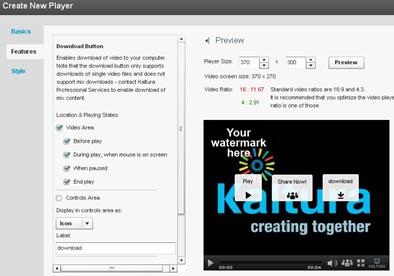 Create New Player
Basics
Features
Style
Download Button
Enables download of video to your computer.
Note that the download button only supports
downloads of single video files and does not
support mix downloads - contact Kaltura
Professional Services to enable download of
mix content.
Location & Playing States:
Video Area
Before play
During play, when mouse is on screen
When paused
End play
Controls Area
Display in controls area as:
Icon
Label:
download
Preview
Player Size: 370 x 300 Preview
Video screen size: 370 x 270
Video Ratio: 16 : 11.67 Standard video ratios are 16:9 and 4:3.
4 : 2.91 It is recommended that you optimize the video playe
ratio is one of those.
Your
watermark
here
Play Share Now! download
Kaltura
creating together
00:00 00:04
KALTURA